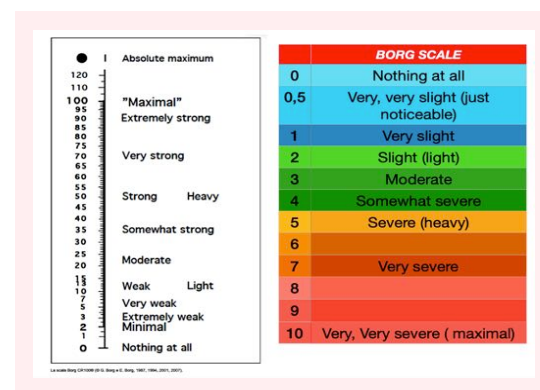 Absolute maximum
120
110
100 "Maximal"
95
90 Extremely strong
85
80
75
70 Very strong
65
60
55
50 Strong Heavy
45
40
35 Somewhat strong
30
25
20 Moderate
15
13
10 Weak Light
7
5 Very weak
3 Extremely weak
2 Minimal
1
0 Nothing at all
BORG SCALE
0 Nothing at all
0,5 Very, very slight (just
noticeable)
1 Very slight
2 Slight (light)
3 Moderate
4 Somewhat severe
5 Severe (heavy)
6
7 Very severe
8
9
10 Very, Very severe ( maximal)